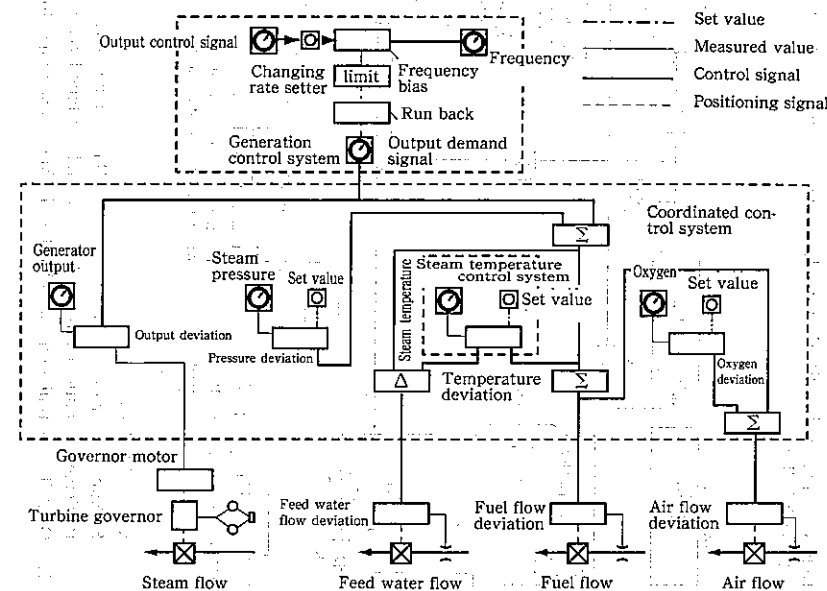 Output control signal
Frequency
Changing
rate setter
limit
Frequency
bias
Run back
Generation
control system
Output demand
signal
Set value
Measured value
Control signal
Positioning signal
Coordinated con-
trol system
Generator
output
Output deviation
Steam
pressure
Set value
Pressure deviation
Σ
Steam temperature
Steam temperature
control system
Set value
Δ
Temperature
deviation
Σ
Oxygen
Set value
Oxygen
deviation
Σ
Governor motor
Turbine governor
Steam flow
Feed water
flow deviation
Feed water flow
Fuel flow
deviation
Fuel flow
Air flow
deviation
Air flow